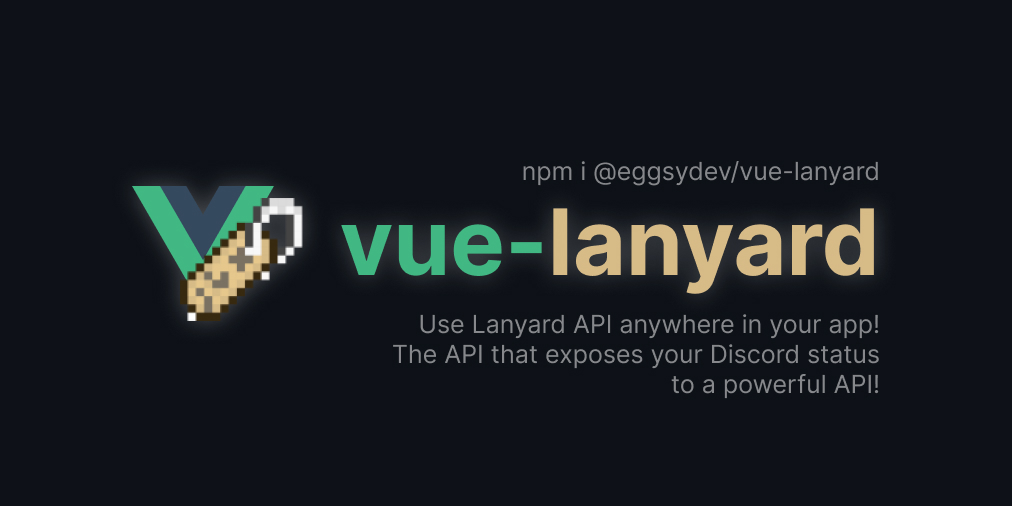 npm i @eggsydev/vue-lanyard
vue-lanyard
Use Lanyard API anywhere in your app!
The API that exposes your Discord status
to a powerful API!